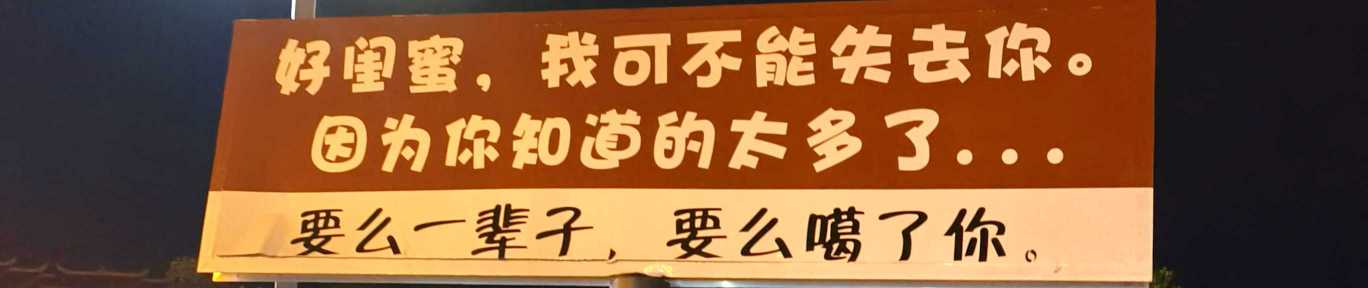 好闺蜜，我可不能失去你。
因为你知道的太多了...
要么一辈子，要么噶了你。